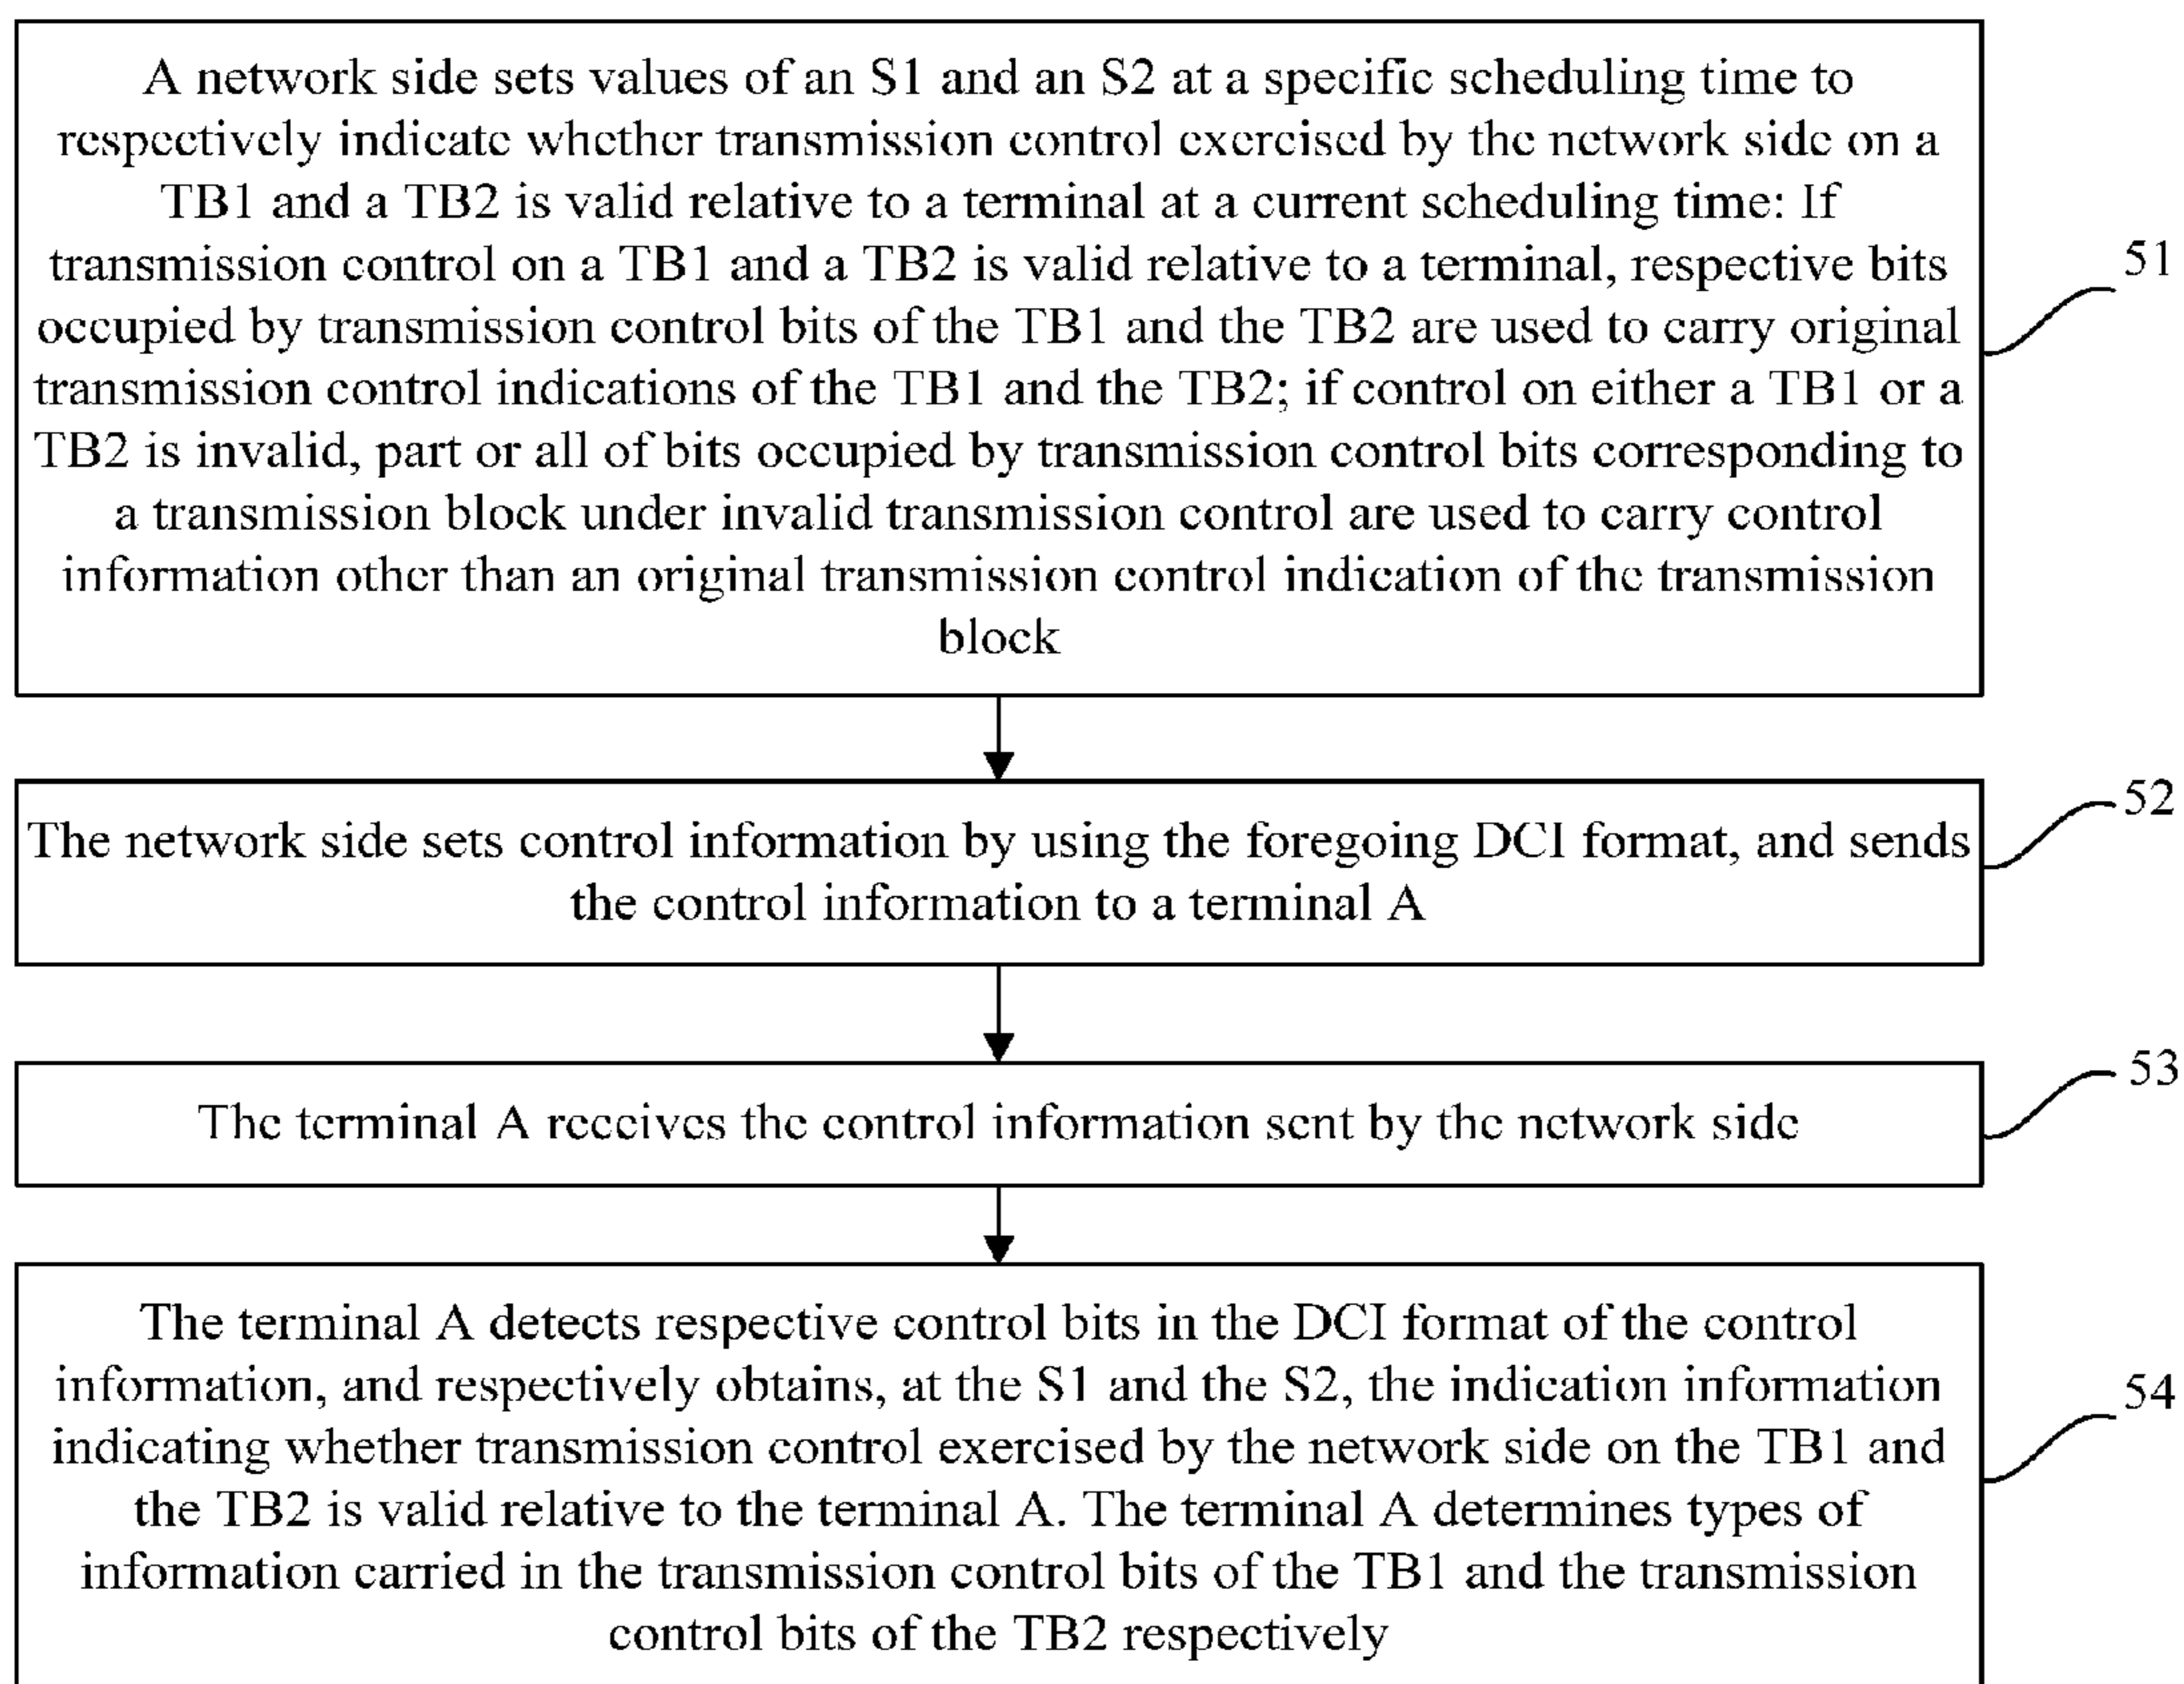 A network side sets values of an S1 and an S2 at a specific scheduling time to
respectively indicate whether transmission control exercised by the network side on a
TB1 and a TB2 is valid relative to a terminal at a current scheduling time: If
transmission control on a TB1 and a TB2 is valid relative to a terminal, respective bits
occupied by transmission control bits of the TB1 and the TB2 are used to carry original
transmission control indications of the TB1 and the TB2; if control on either a TB1 or a
TB2 is invalid, part or all of bits occupied by transmission control bits corresponding to
a transmission block under invalid transmission control are used to carry control
information other than an original transmission control indication of the transmission
block
51
The network side sets control information by using the foregoing DCI format, and sends
the control information to a terminal A
52
The terminal A receives the control information sent by the network side
53
The terminal A detects respective control bits in the DCI format of the control
information, and respectively obtains, at the S1 and the S2, the indication information
indicating whether transmission control exercised by the network side on the TB1 and
the TB2 is valid relative to the terminal A. The terminal A determines types of
information carried in the transmission control bits of the TB1 and the transmission
control bits of the TB2 respectively
54